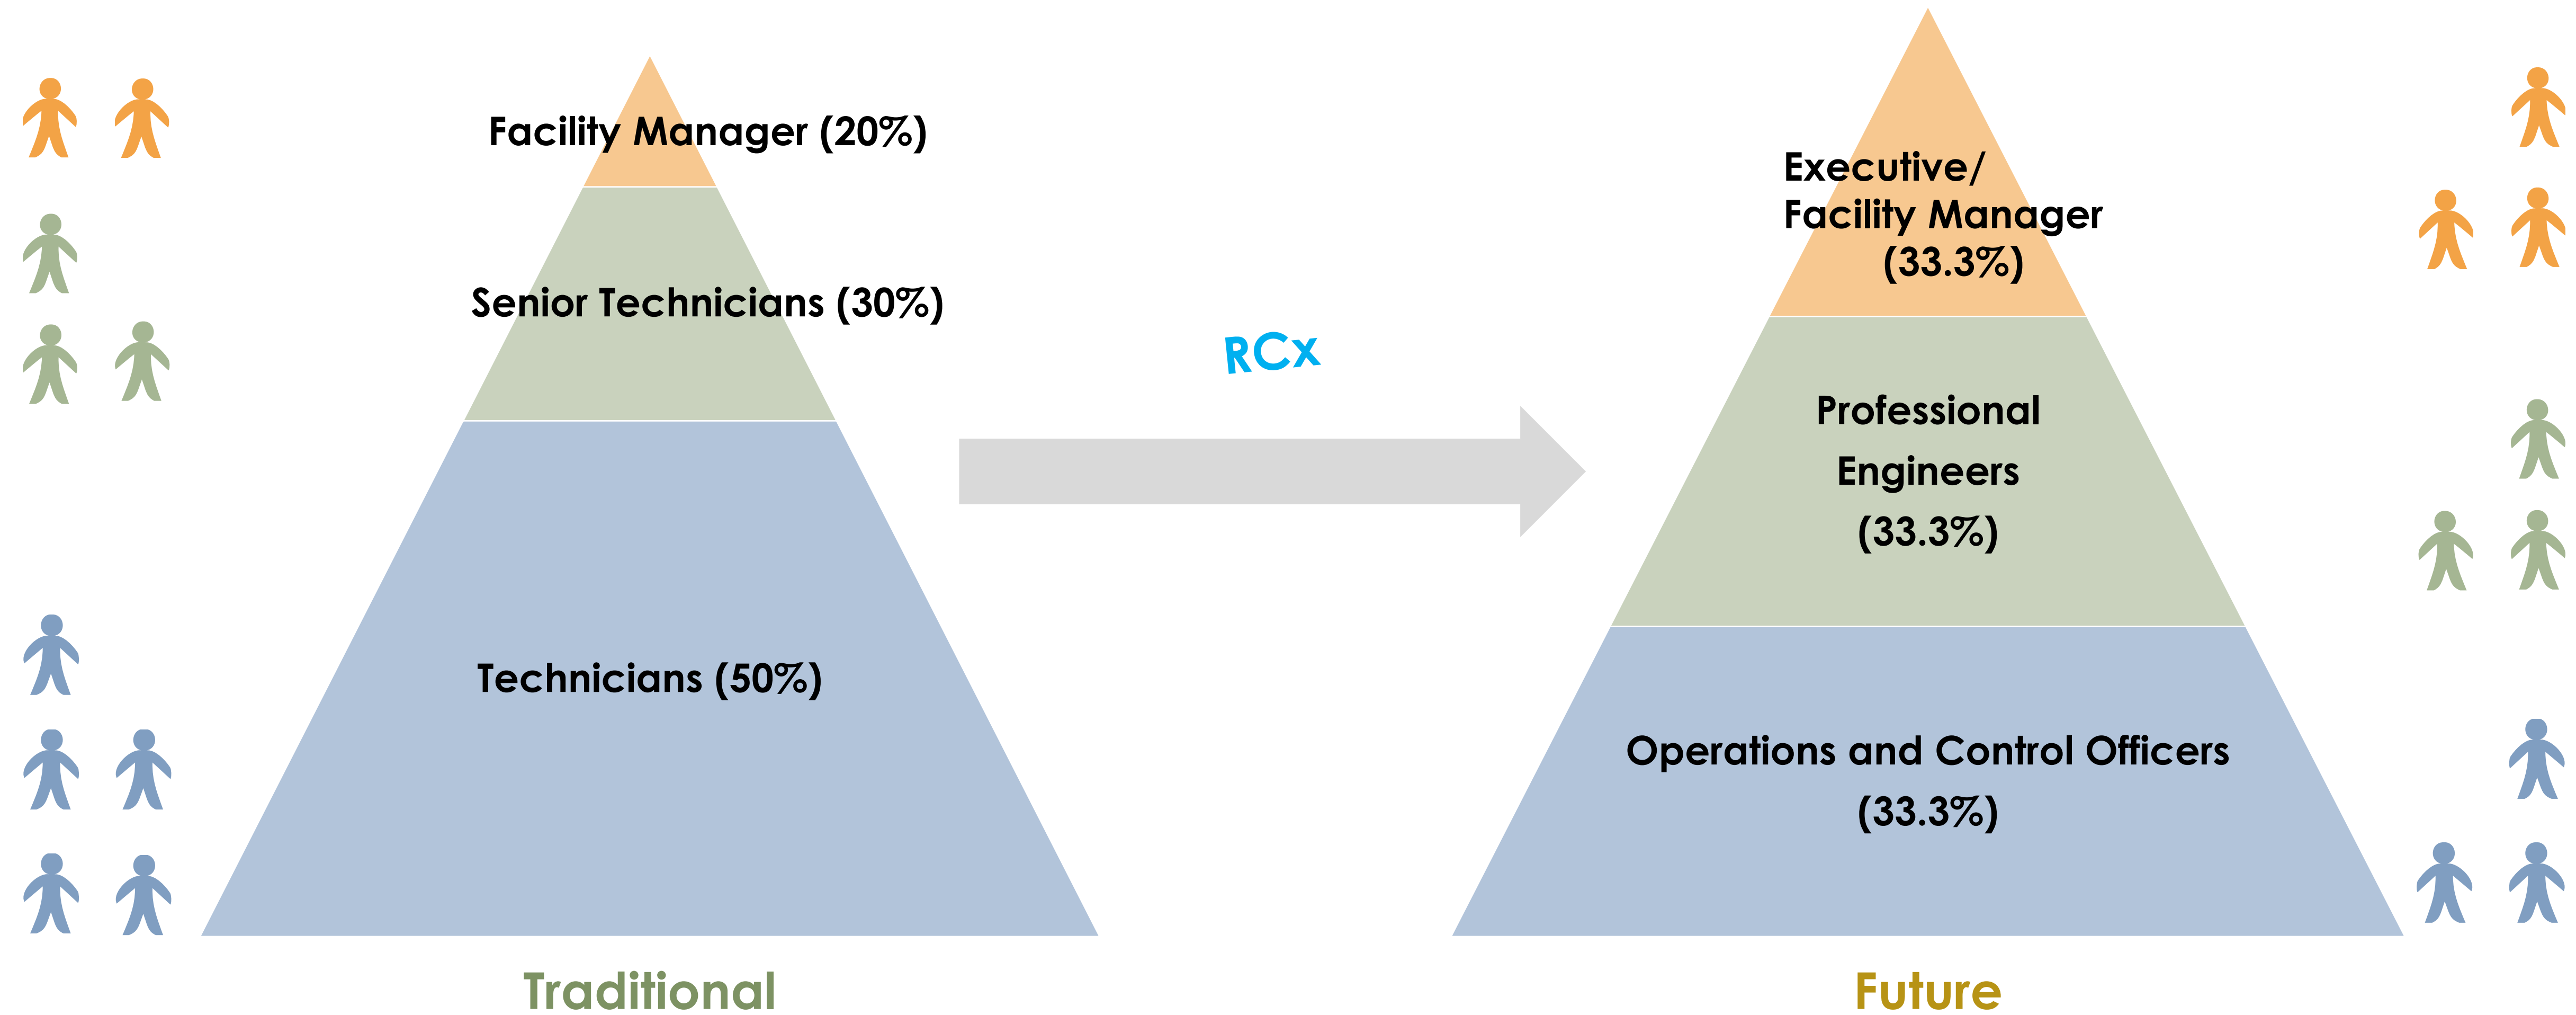 Facility Manager (20%)
Senior Technicians (30%)
Technicians (50%)
Traditional
RCx
Executive/
Facility Manager
(33.3%)
Professional
Engineers
(33.3%)
Operations and Control Officers
(33.3%)
Future